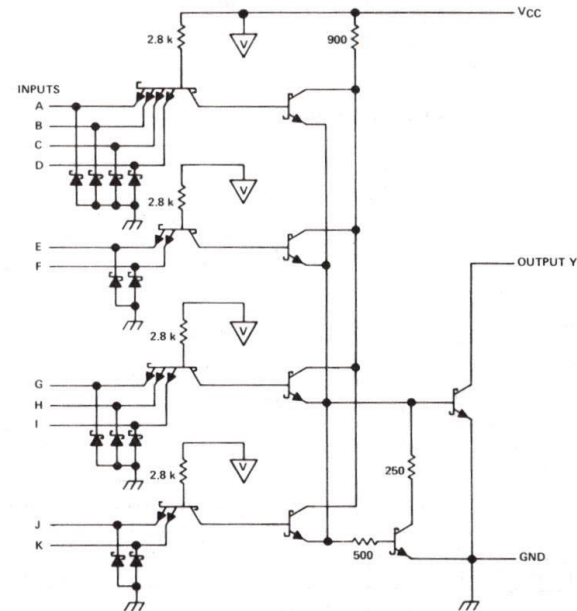 VCC
2.8 k
V
900
INPUTS
A
B
C
D
2.8 k
V
E
F
OUTPUT Y
2.8 k
V
G
H
I
250
2.8 k
V
J
K
500
GND